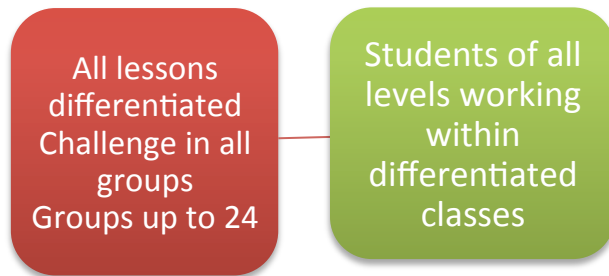 All lessons
differentiated
Challenge in all
groups
Groups up to 24
Students of all
levels working
within
differentiated
classes